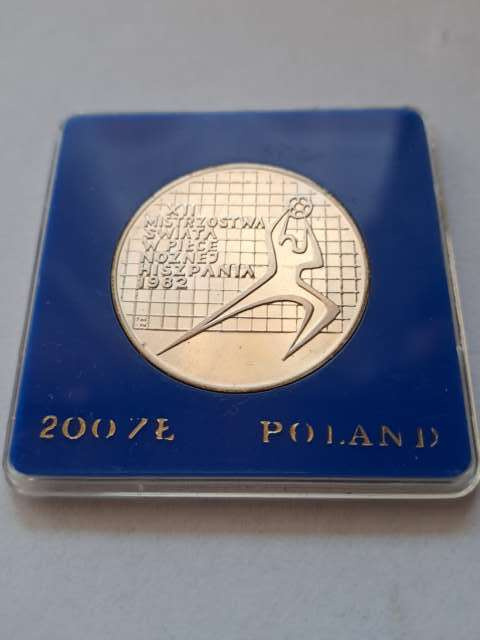 XII
MISTRZOSTWA
ŚWIATA
W PIŁCE
NOŻNEJ
HISZPANIA
1982
200 ZŁ POLAND